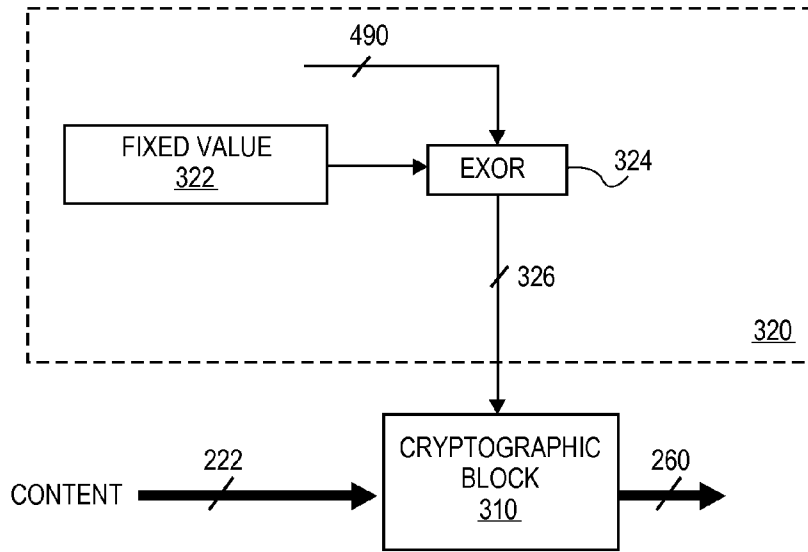 490
FIXED VALUE
322
EXOR
324
326
320
CRYPTOGRAPHIC
BLOCK
310
CONTENT
222
260